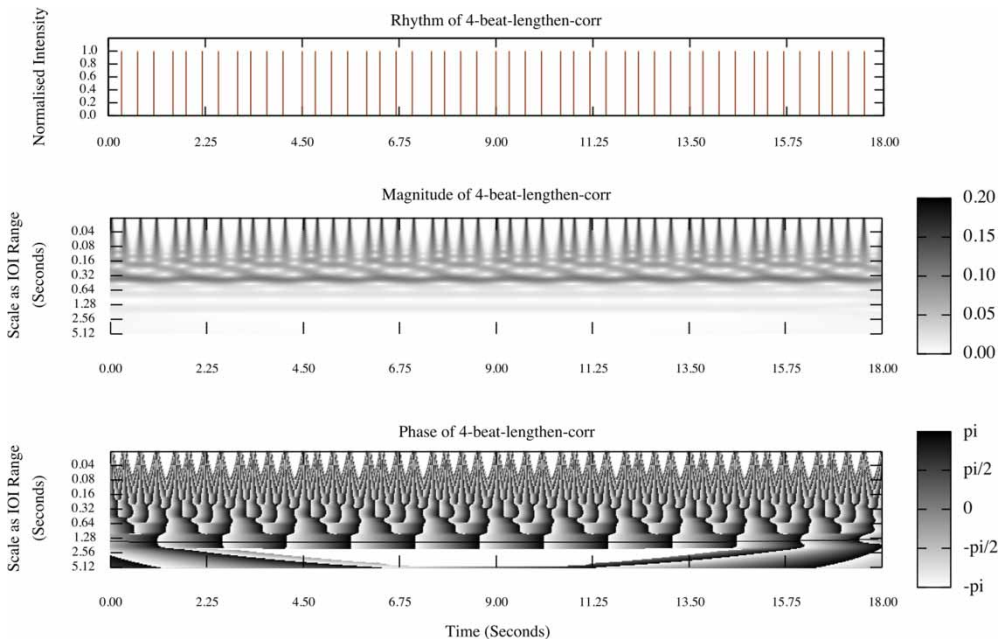 Rhythm of 4-beat-lengthen-corr
Normalised Intensity
1.0
0.8
0.6
0.4
0.2
0.0
0.00 2.25 4.50 6.75 9.00 11.25 13.50 15.75 18.00
Magnitude of 4-beat-lengthen-corr
Scale as IOI Range
(Seconds)
0.04
0.08
0.16
0.32
0.64
1.28
2.56
5.12
0.00 2.25 4.50 6.75 9.00 11.25 13.50 15.75 18.00
0.20
0.15
0.10
0.05
0.00
Phase of 4-beat-lengthen-corr
Scale as IOI Range
(Seconds)
0.04
0.08
0.16
0.32
0.64
1.28
2.56
5.12
0.00 2.25 4.50 6.75 9.00 11.25 13.50 15.75 18.00
pi
pi/2
0
-pi/2
-pi
Time (Seconds)